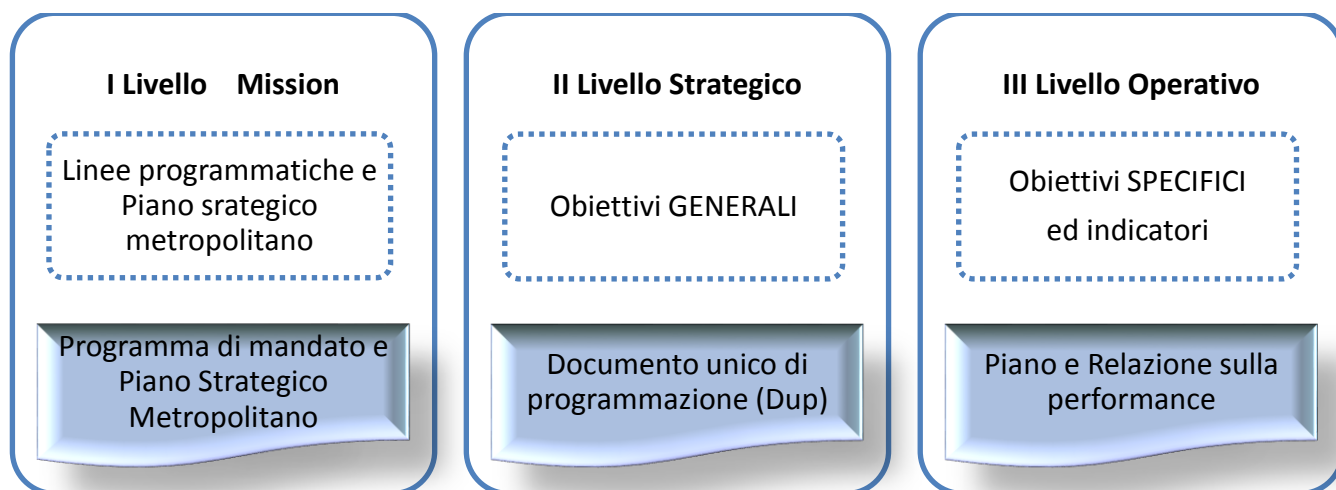 I Livello Mission
Linee programmatiche e
Piano srategico
metropolitano
Programma di mandato e
Piano Strategico
Metropolitano
II Livello Strategico
Obiettivi GENERALI
Documento unico di
programmazione (Dup)
III Livello Operativo
Obiettivi SPECIFICI
ed indicatori
Piano e Relazione sulla
performance